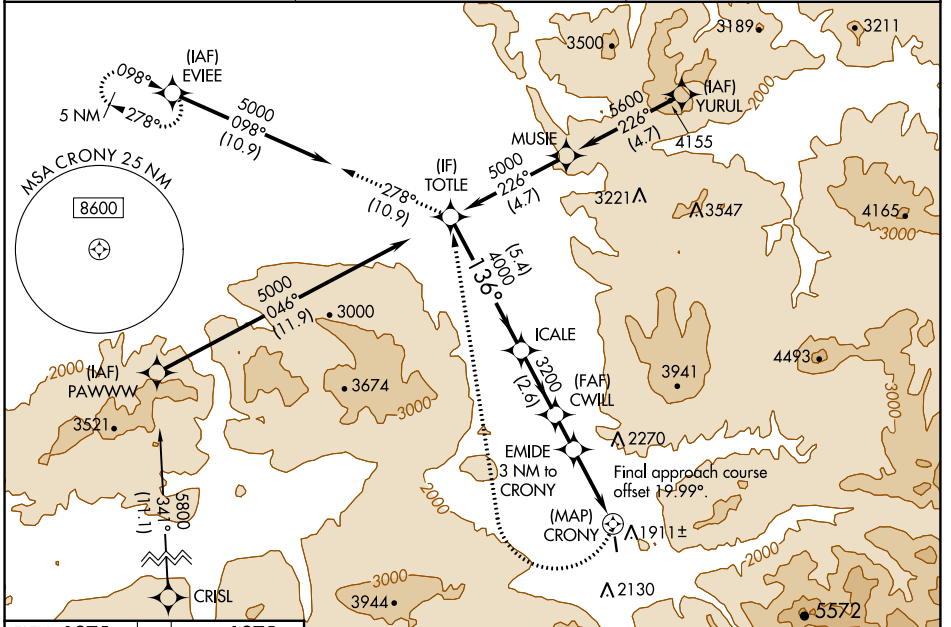 3500
3189
3211
(IAF)
EVIEE
098°
278°
5 NM
5000
098°
(10.9)
(IAF)
YURUL
2000
5600
226°
(4.7)
4155
MUSIE
5000
226°
(4.7)
MSA CRONY 25 NM
8600
(IF)
TOTLE
278°
(10.9)
3221
3547
4165
3000
(5.4)
4000
136°
5000
046°
(11.9)
3000
ICALE
2000
(IAF)
PAWWW
3674
3000
3521
3200
(2.6)
(FAF)
CWILL
3941
4493
3000
2270
EMIDE
3 NM to
CRONY
Final approach course
offset 19.99°.
5800
341°
(11.1)
2000
(MAP)
CRONY
1911±
2000
CRISL
3000
3944
2130
5572